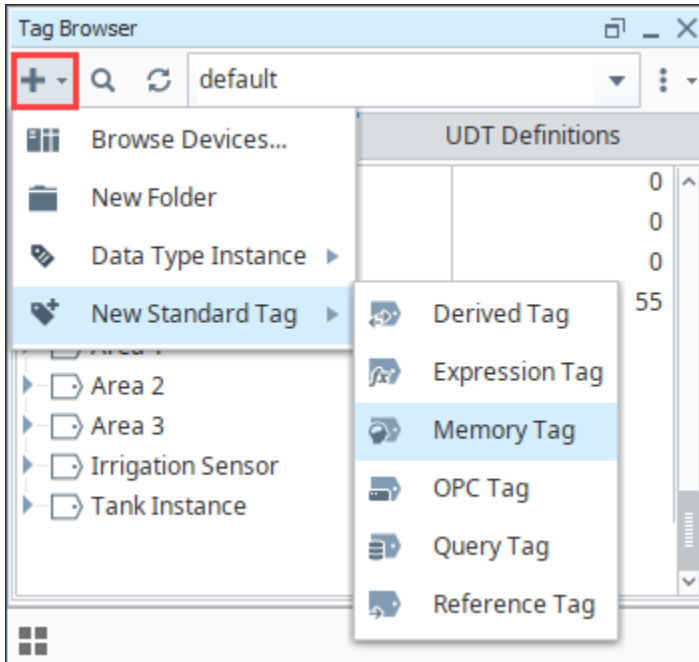 Tag Browser
default
Browse Devices...
UDT Definitions
New Folder
0
0
Data Type Instance
0
New Standard Tag
55
Derived Tag
Expression Tag
Area 2
Area 3
Memory Tag
Irrigation Sensor
OPC Tag
Tank Instance
Query Tag
Reference Tag